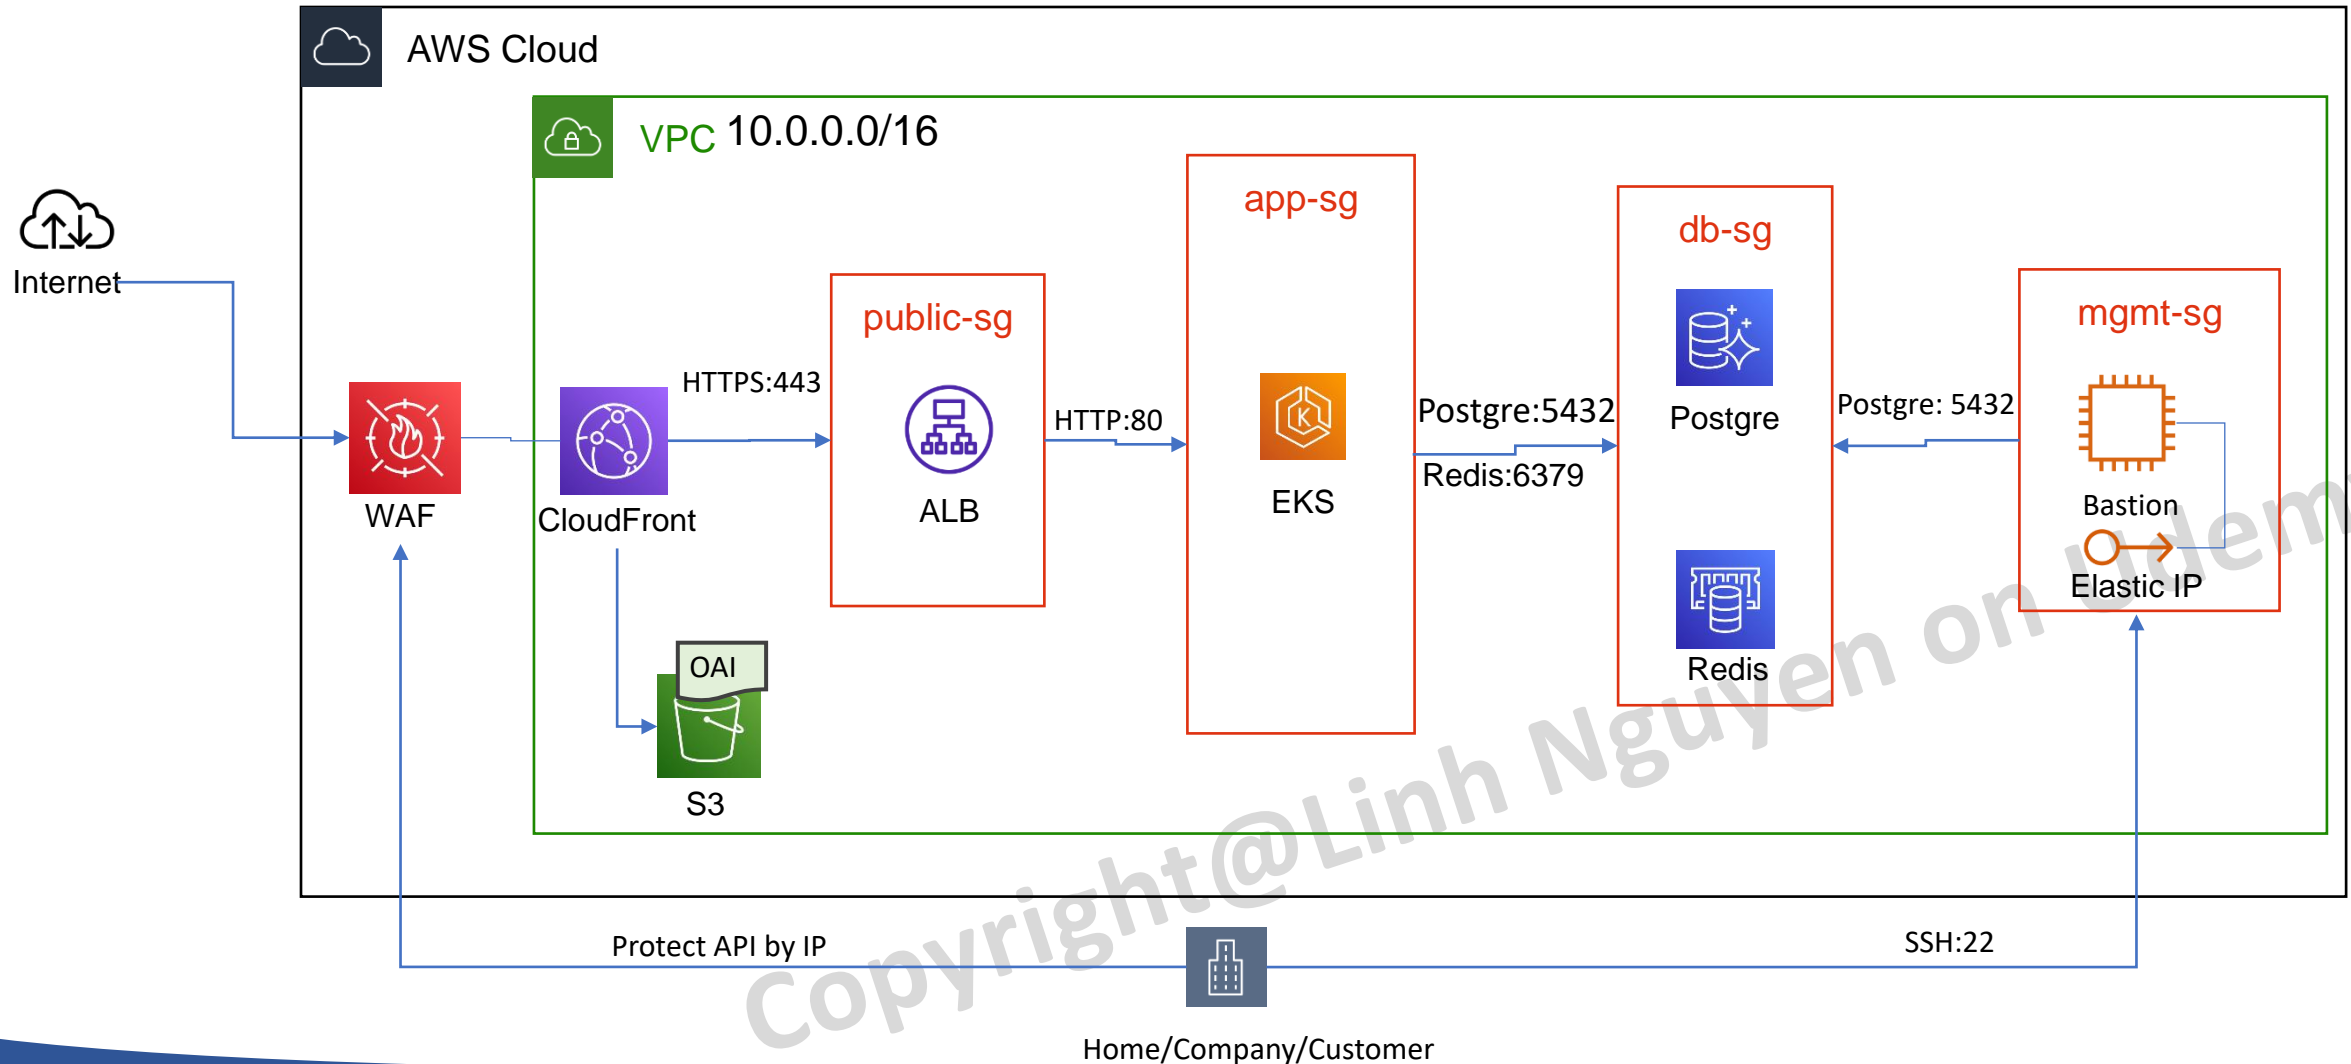 AWS Cloud
VPC 10.0.0.0/16
Internet
WAF
CloudFront
HTTPS:443
public-sg
ALB
HTTP:80
app-sg
EKS
Postgre:5432
Redis:6379
db-sg
Postgre
Redis
Postgre: 5432
mgmt-sg
Bastion
Elastic IP
OAI
S3
Protect API by IP
SSH:22
Home/Company/Customer
Copyright@Linh Nguyen on Udem